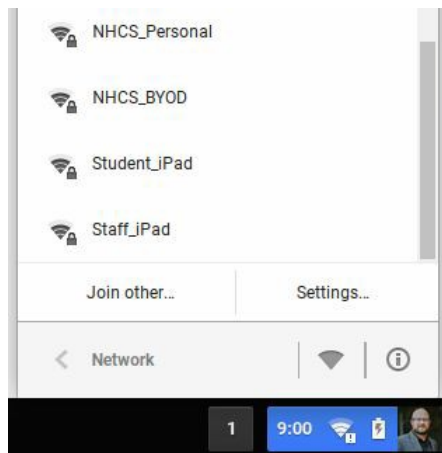 NHCS_Personal
NHCS_BYOD
Student_iPad
Staff_iPad
Join other...
Settings...
Network
1
9:00